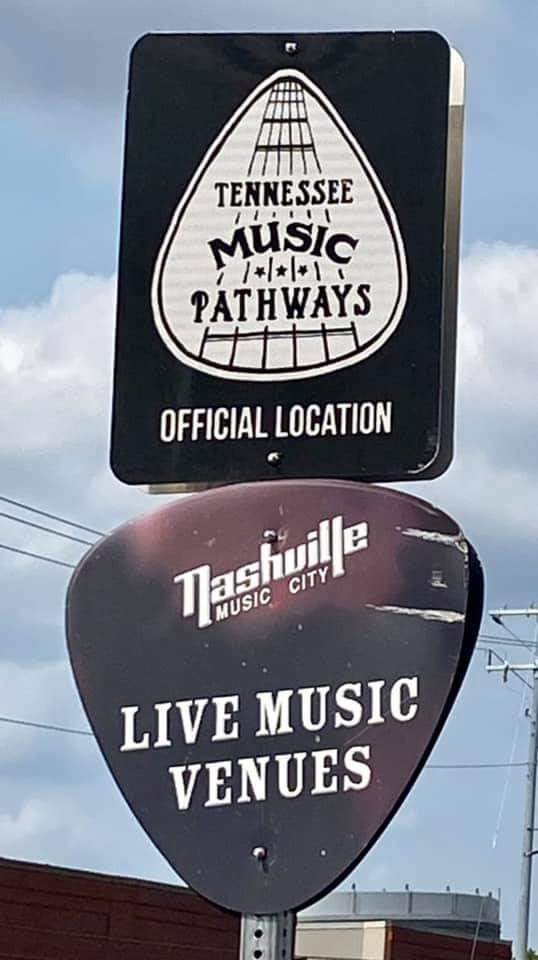 TENNESSEE
MUSIC
PATHWAYS
OFFICIAL LOCATION
Nashville
MUSIC CITY
LIVE MUSIC
VENUES